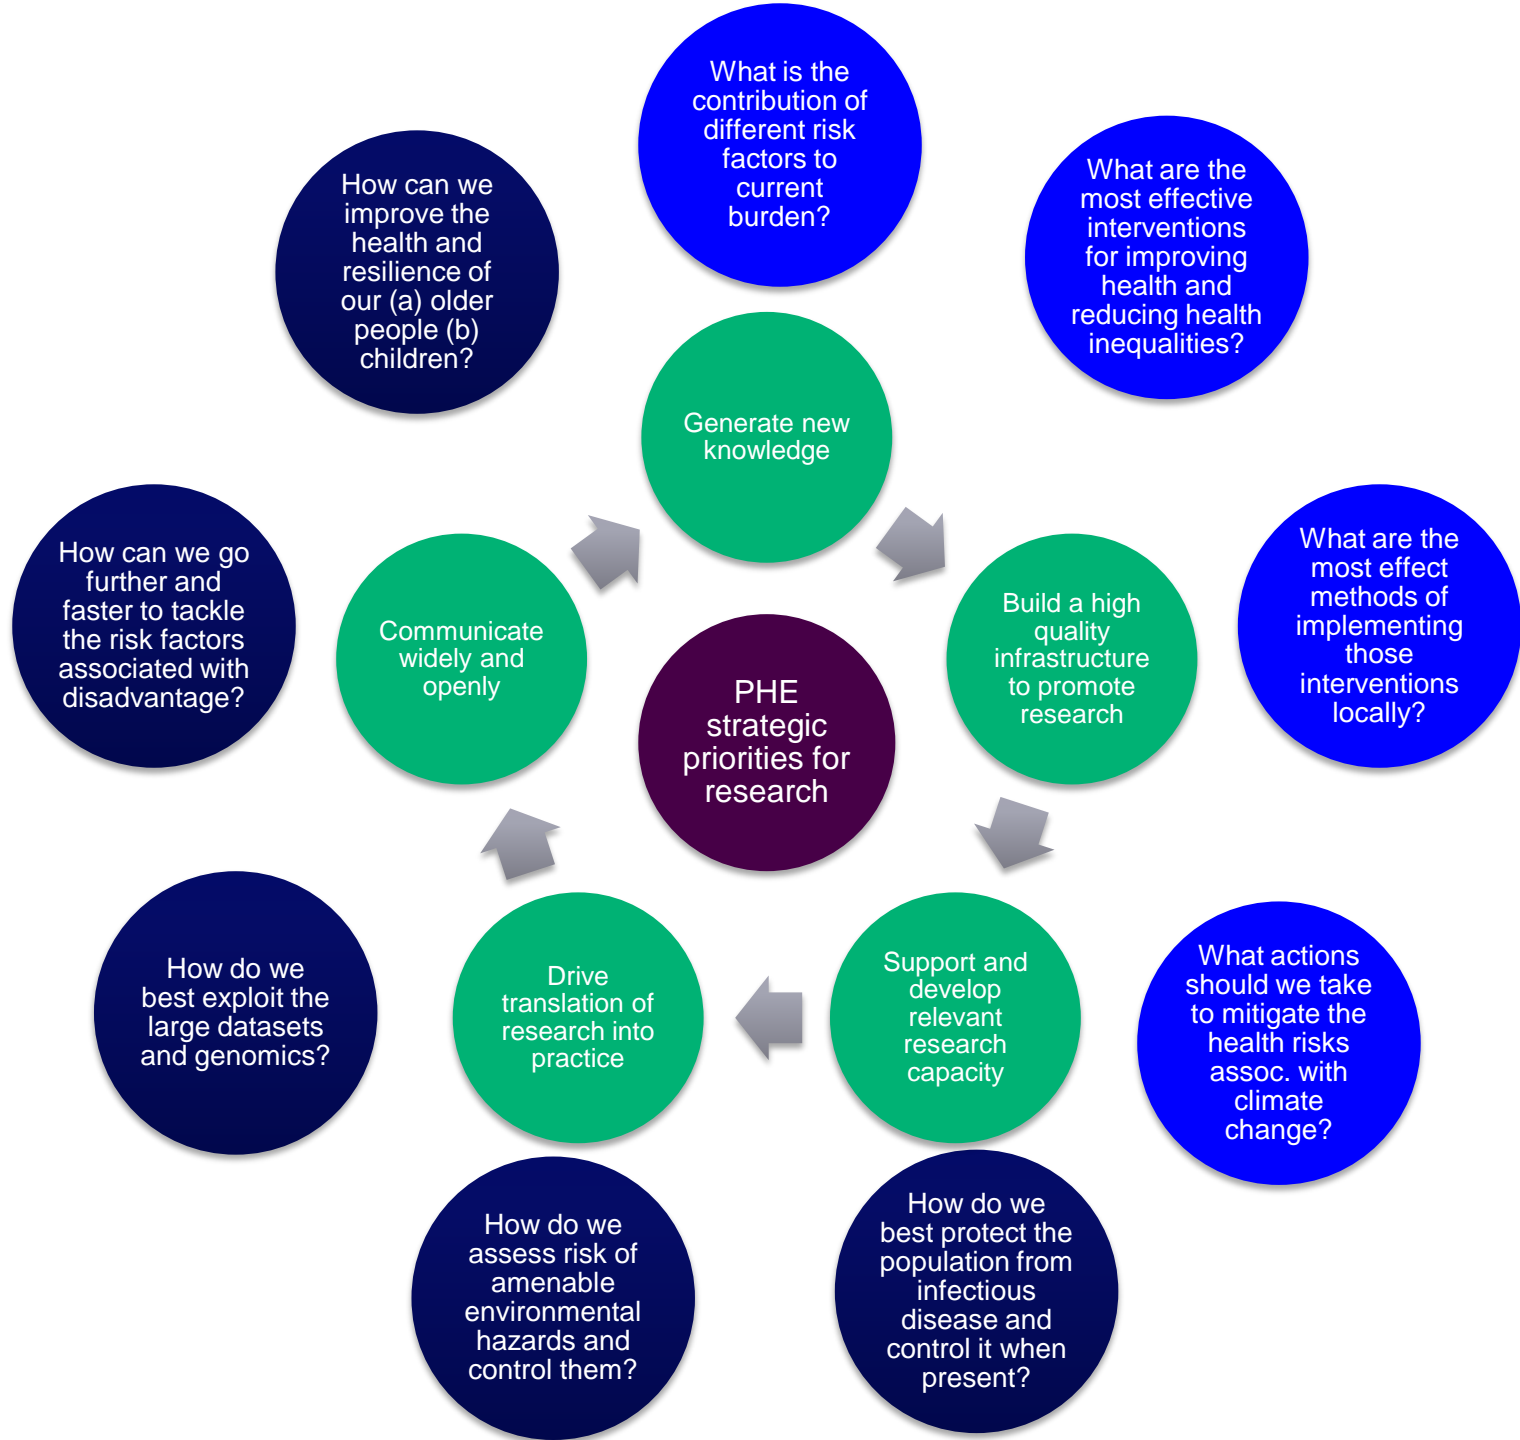 What is the
contribution of
different risk
factors to
current
burden?
What are the
most effective
interventions
for improving
health and
reducing health
inequalities?
What are the
most effect
methods of
implementing
those
interventions
locally?
What actions
should we take
to mitigate the
health risks
assoc. with
climate
change?
How do we
best protect the
population from
infectious
disease and
control it when
present?
How do we
assess risk of
amenable
environmental
hazards and
control them?
How do we
best exploit the
large datasets
and genomics?
How can we go
further and
faster to tackle
the risk factors
associated with
disadvantage?
How can we
improve the
health and
resilience of
our (a) older
people (b)
children?
Generate new
knowledge
Build a high
quality
infrastructure
to promote
research
Support and
develop
relevant
research
capacity
Drive
translation of
research into
practice
Communicate
widely and
openly
PHE
strategic
priorities for
research